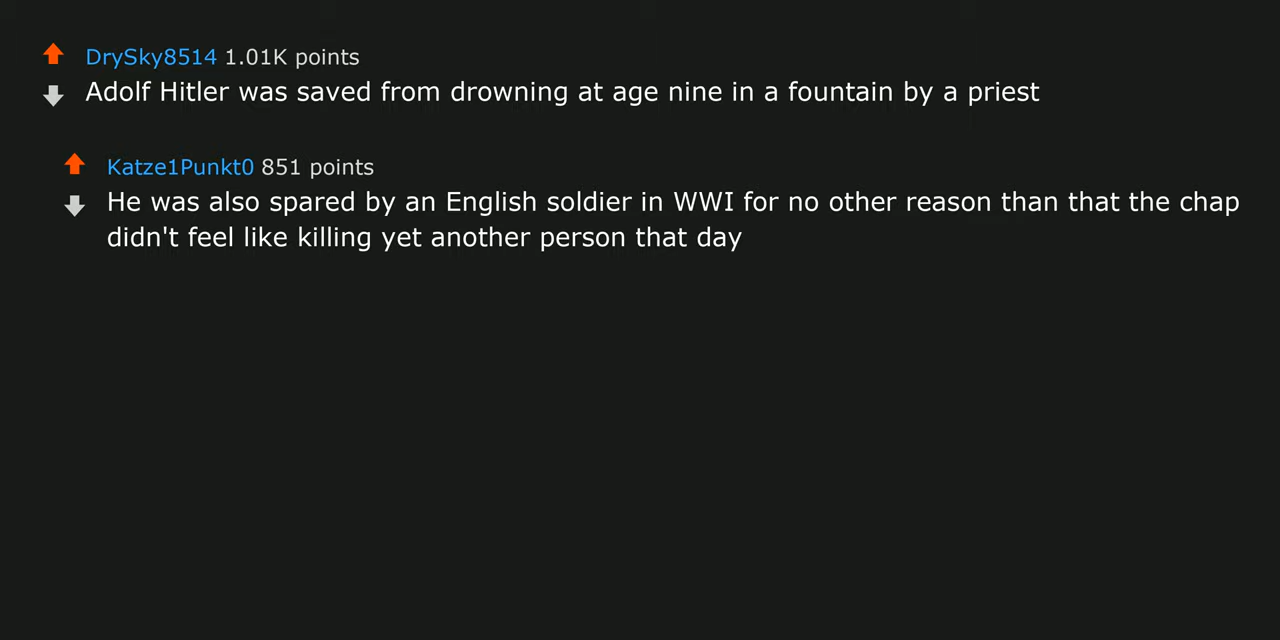 DrySky8514 1.01K points
Adolf Hitler was saved from drowning at age nine in a fountain by a priest
Katze1Punkt0 851 points
He was also spared by an English soldier in WWI for no other reason than that the chap
didn't feel like killing yet another person that day